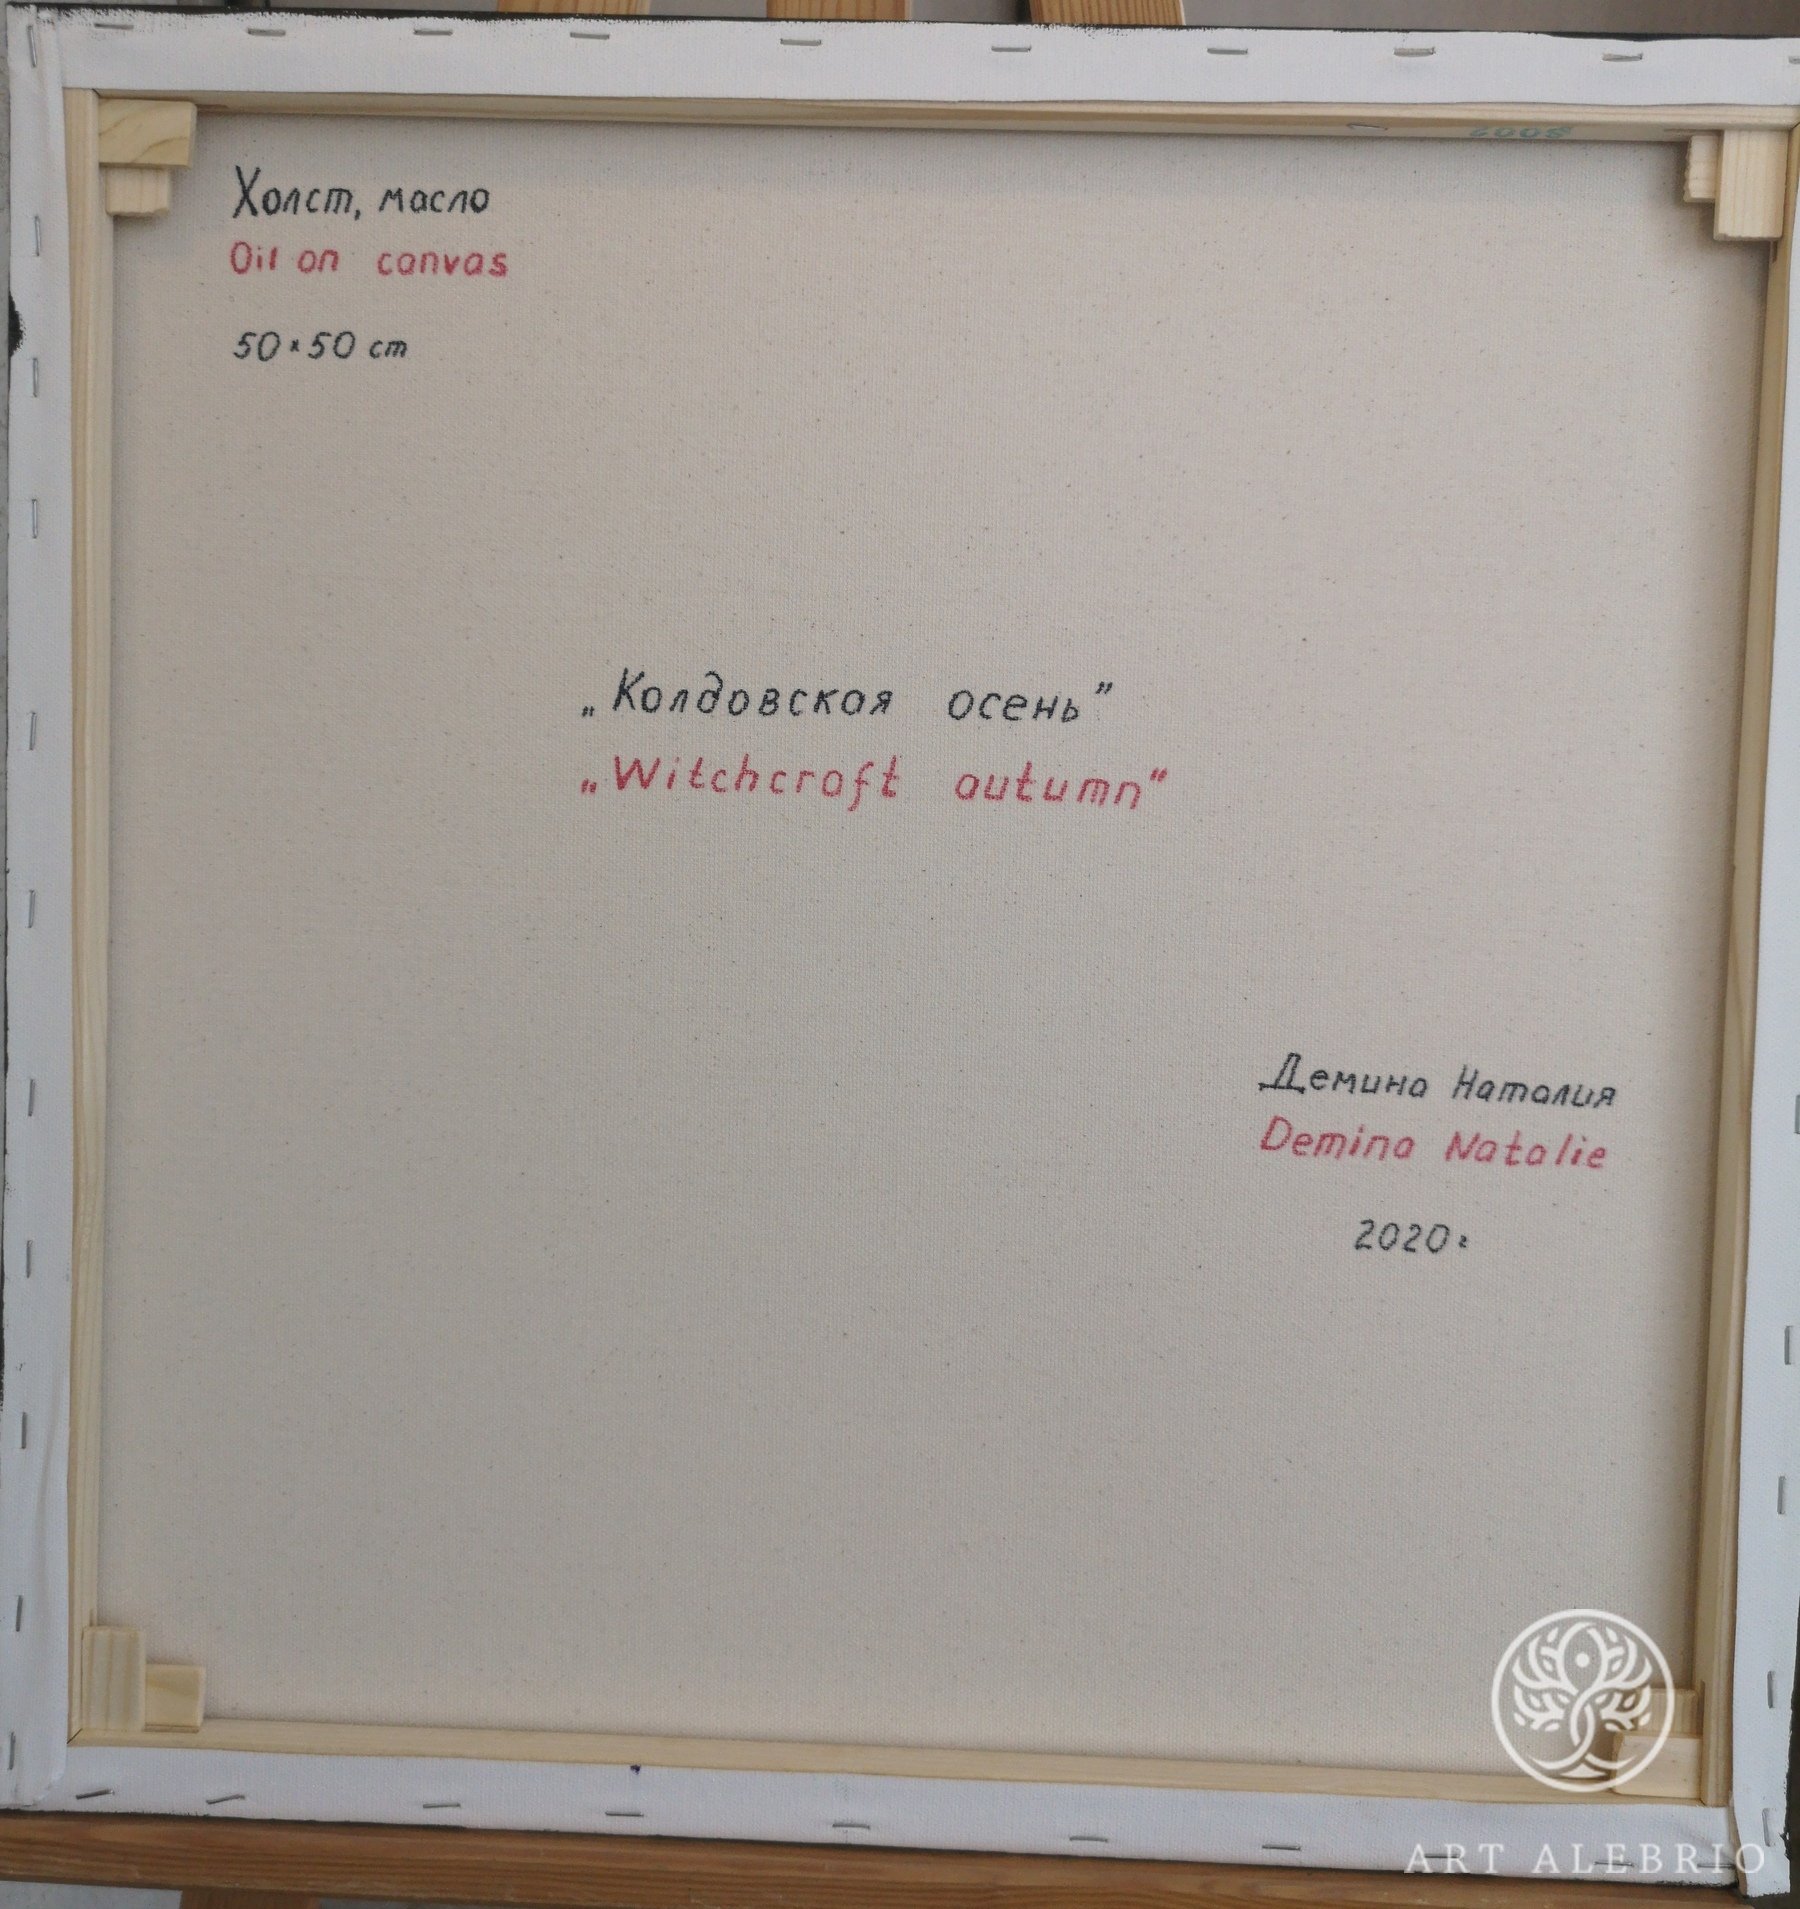 Холст, масло
Oil on canvas
50×50 cm
„Колдовская осень”
„Witchcraft autumn”
Демина Наталия
Demina Natalie
2020г
ART ALEBRIO